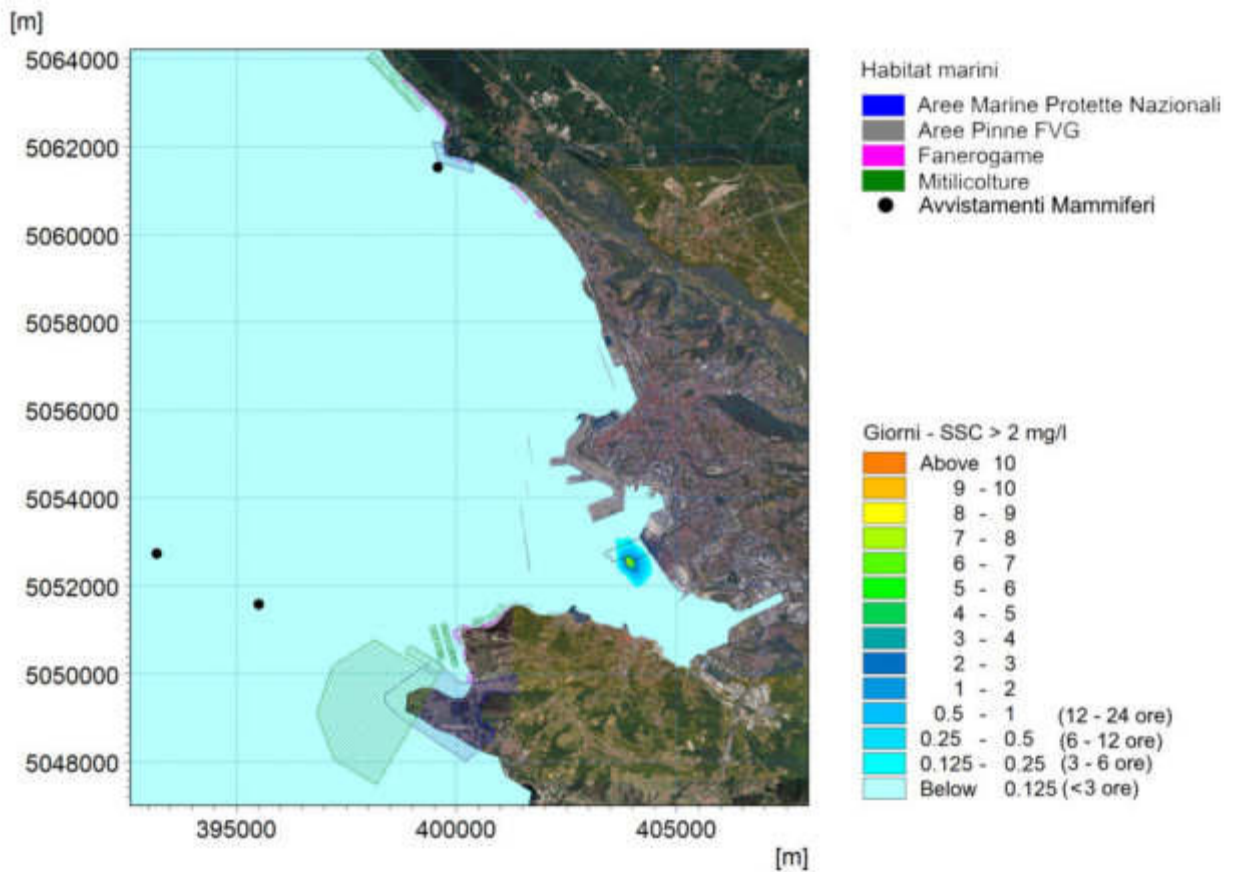 [m]
5064000
5062000
5060000
5058000
5056000
5054000
5052000
5050000
5048000
395000 400000 405000
[m]
Habitat marini
Aree Marine Protette Nazionali
Aree Pinne FVG
Fanerogame
Mitilicolture
Avvistamenti Mammiferi
Giorni - SSC > 2 mg/l
Above 10
9 - 10
8 - 9
7 - 8
6 - 7
5 - 6
4 - 5
3 - 4
2 - 3
1 - 2
0.5 - 1 (12 - 24 ore)
0.25 - 0.5 (6 - 12 ore)
0.125 - 0.25 (3 - 6 ore)
Below 0.125 (<3 ore)